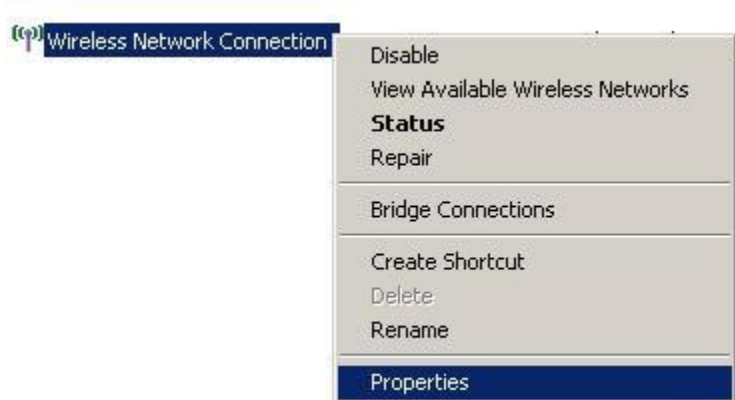 Wireless Network Connection
Disable
View Available Wireless Networks
Status
Repair
Bridge Connections
Create Shortcut
Delete
Rename
Properties